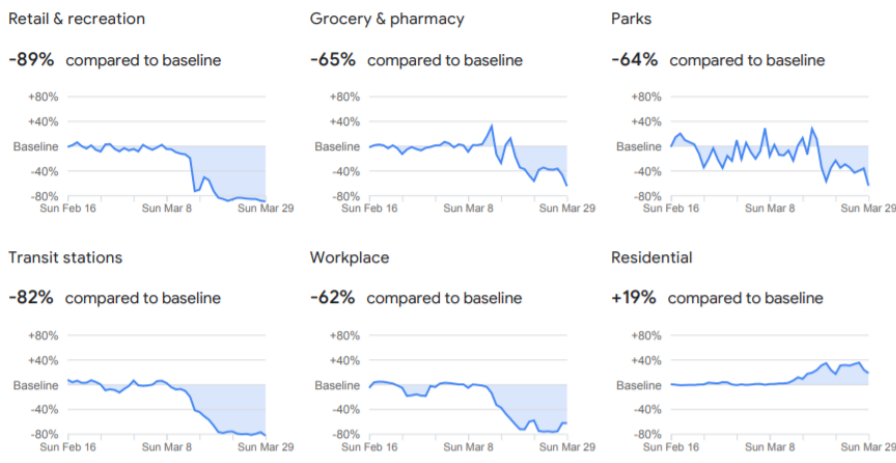 Retail & recreation
-89% compared to baseline
+80%
+40%
Baseline
-40%
-80%
Sun Feb 16 Sun Mar 8 Sun Mar 29
Grocery & pharmacy
-65% compared to baseline
+80%
+40%
Baseline
-40%
-80%
Sun Feb 16 Sun Mar 8 Sun Mar 29
Parks
-64% compared to baseline
+80%
+40%
Baseline
-40%
-80%
Sun Feb 16 Sun Mar 8 Sun Mar 29
Transit stations
-82% compared to baseline
+80%
+40%
Baseline
-40%
-80%
Sun Feb 16 Sun Mar 8 Sun Mar 29
Workplace
-62% compared to baseline
+80%
+40%
Baseline
-40%
-80%
Sun Feb 16 Sun Mar 8 Sun Mar 29
Residential
+19% compared to baseline
+80%
+40%
Baseline
-40%
-80%
Sun Feb 16 Sun Mar 8 Sun Mar 29